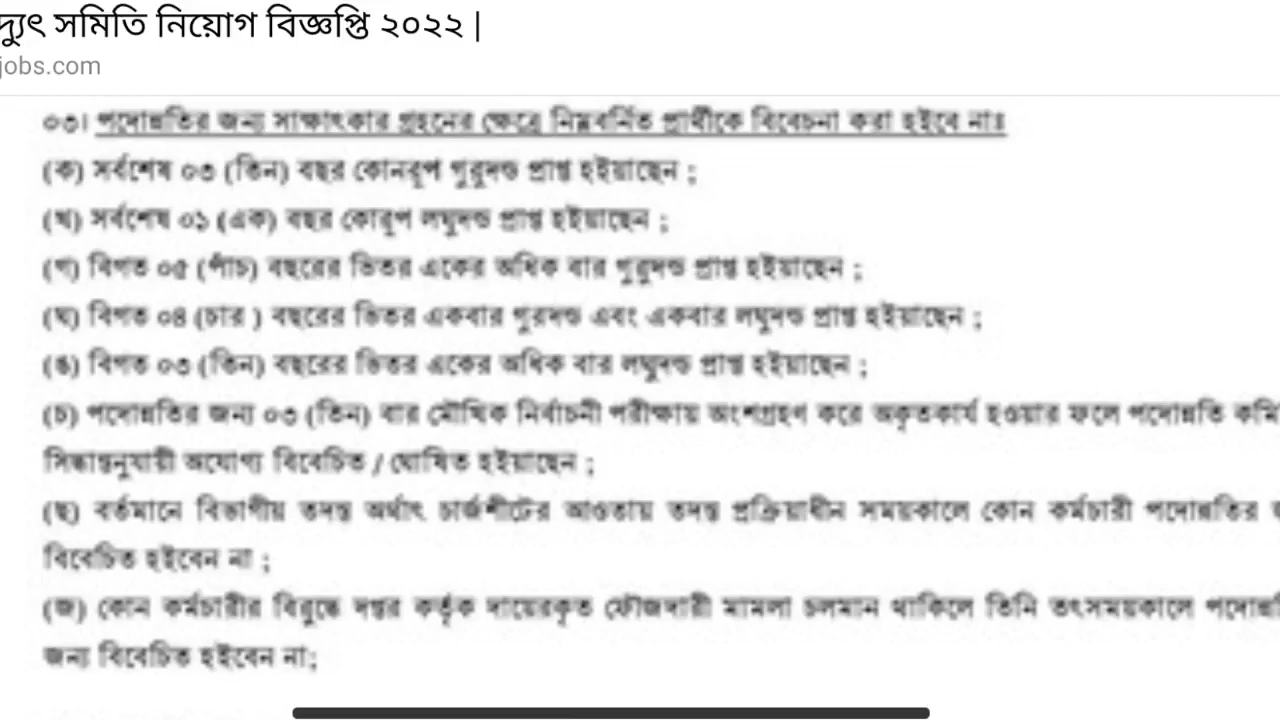 দ্যুৎ সমিতি নিয়োগ বিজ্ঞপ্তি ২০২২ |
jobs.com
০৩। পদোন্নতির জন্য সাক্ষাৎকার গ্রহনের ক্ষেত্রে নিম্নবর্নিত প্রার্থীকে বিবেচনা করা হইবে নাঃ
(ক) সর্বশেষ ০৩ (তিন) বছর কোনরূপ গুরুদন্ড প্রাপ্ত হইয়াছেন ;
(খ) সর্বশেষ ০১ (এক) বছর কোরূপ লঘুদন্ড প্রাপ্ত হইয়াছেন ;
(গ) বিগত ০৫ (পাঁচ) বছরের ভিতর একের অধিক বার গুরুদন্ড প্রাপ্ত হইয়াছেন ;
(ঘ) বিগত ০৪ (চার ) বছরের ভিতর একবার গুরদন্ড এবং একবার লঘুদন্ড প্রাপ্ত হইয়াছেন ;
(ঙ) বিগত ০৩ (তিন) বছরের ভিতর একের অধিক বার লঘুদন্ড প্রাপ্ত হইয়াছেন ;
(চ) পদোন্নতির জন্য ০৩ (তিন) বার মৌখিক নির্বাচনী পরীক্ষায় অংশগ্রহণ করে অকৃতকার্য হওয়ার ফলে পদোন্নতি কমি
সিদ্ধান্তনুযায়ী অযোগ্য বিবেচিত / ঘোষিত হইয়াছেন ;
(ছ) বর্তমানে বিভাগীয় তদন্ত অর্থাৎ চার্জশীটের আওতায় তদন্ত প্রক্রিয়াধীন সময়কালে কোন কর্মচারী পদোন্নতির
বিবেচিত হইবেন না ;
(জ) কোন কর্মচারীর বিরুদ্ধে দপ্তর কর্তৃক দায়েরকৃত ফৌজদারী মামলা চলমান থাকিলে তিনি তৎসময়কালে পদোন্নতি
জন্য বিবেচিত হইবেন না;